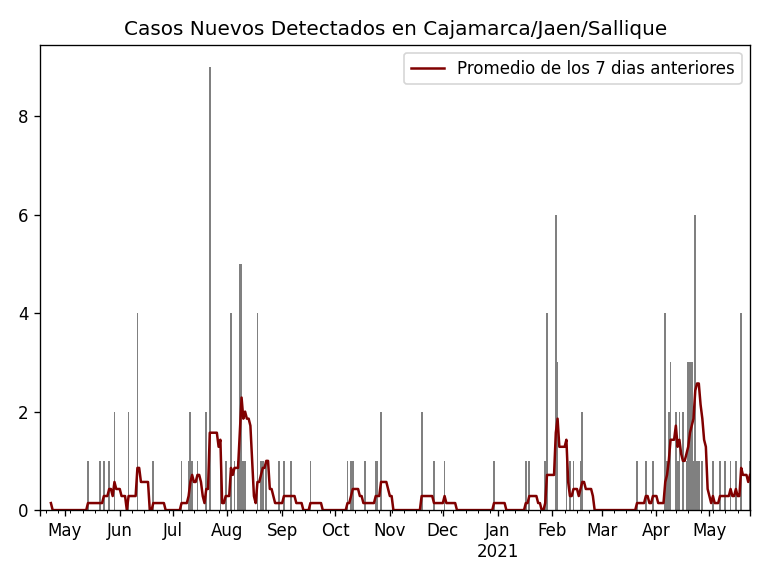 Casos Nuevos Detectados en Cajamarca/Jaen/Sallique
Promedio de los 7 dias anteriores
8
6
4
2
0
May Jun Jul Aug Sep Oct Nov Dec Jan Feb Mar Apr May
2021